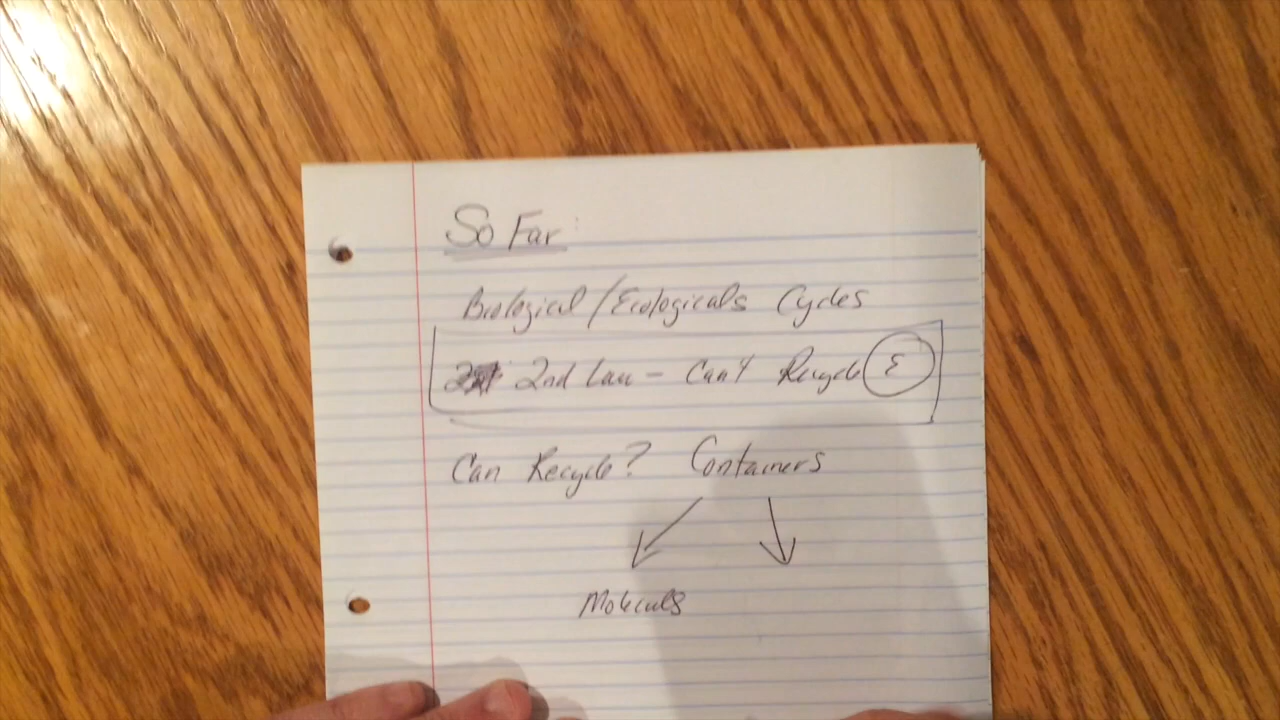 So Far
Biological/Ecologicals Cycles
2nd Law - Can't Recycle E
Can Recycle? Containers
Molecules